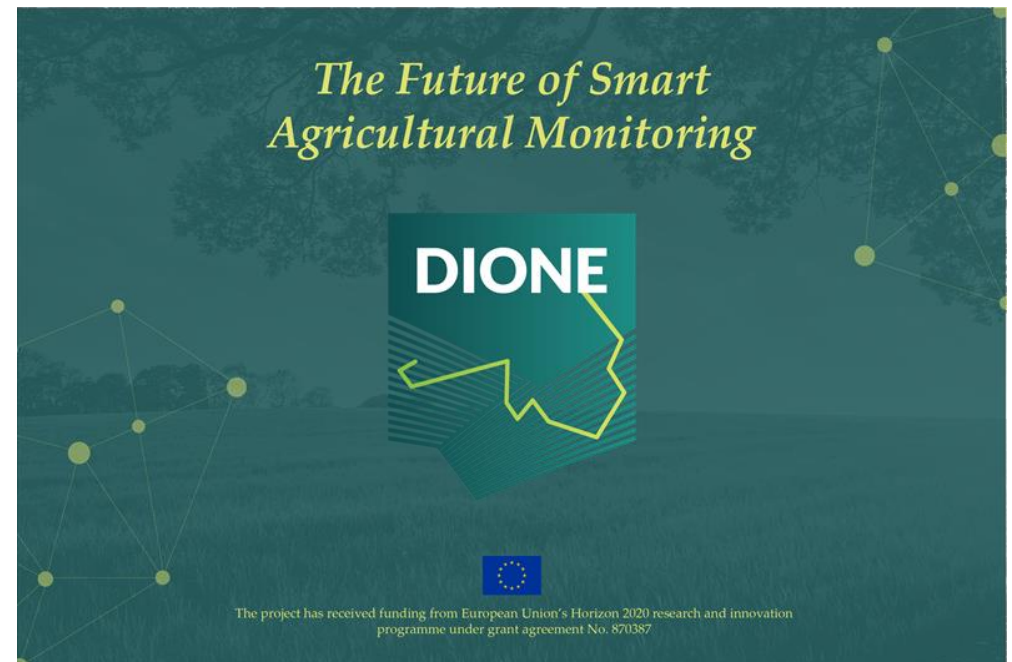 The Future of Smart
Agricultural Monitoring
DIONE
The project has received funding from European Union's Horizon 2020 research and innovation
programme under grant agreement No. 870387